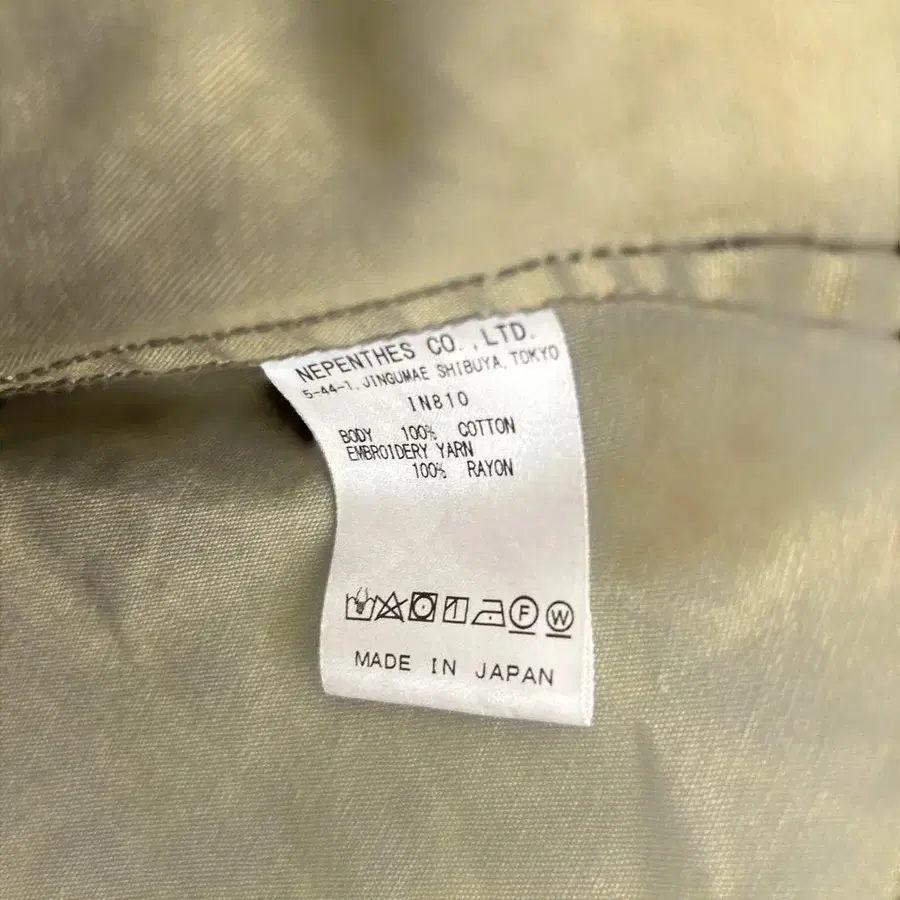 NEPENTHES CO.,LTD.
5-44-1, JINGUMAE SHIBUYA, TOKYO
IN810
BODY 100% COTTON
EMBROIDERY YARN
100% RAYON
F W
MADE IN JAPAN